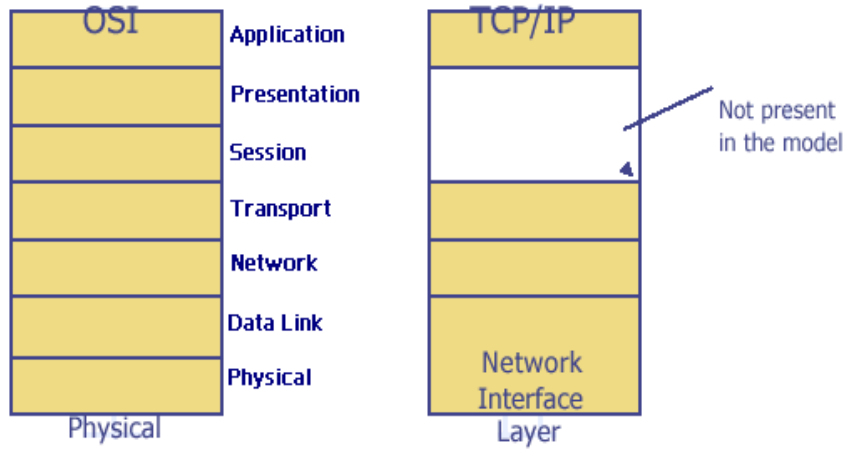 OSI
TCP/IP
Application
Presentation
Not present
in the model
Session
Transport
Network
Data Link
Physical
Network
Interface
Layer
Physical